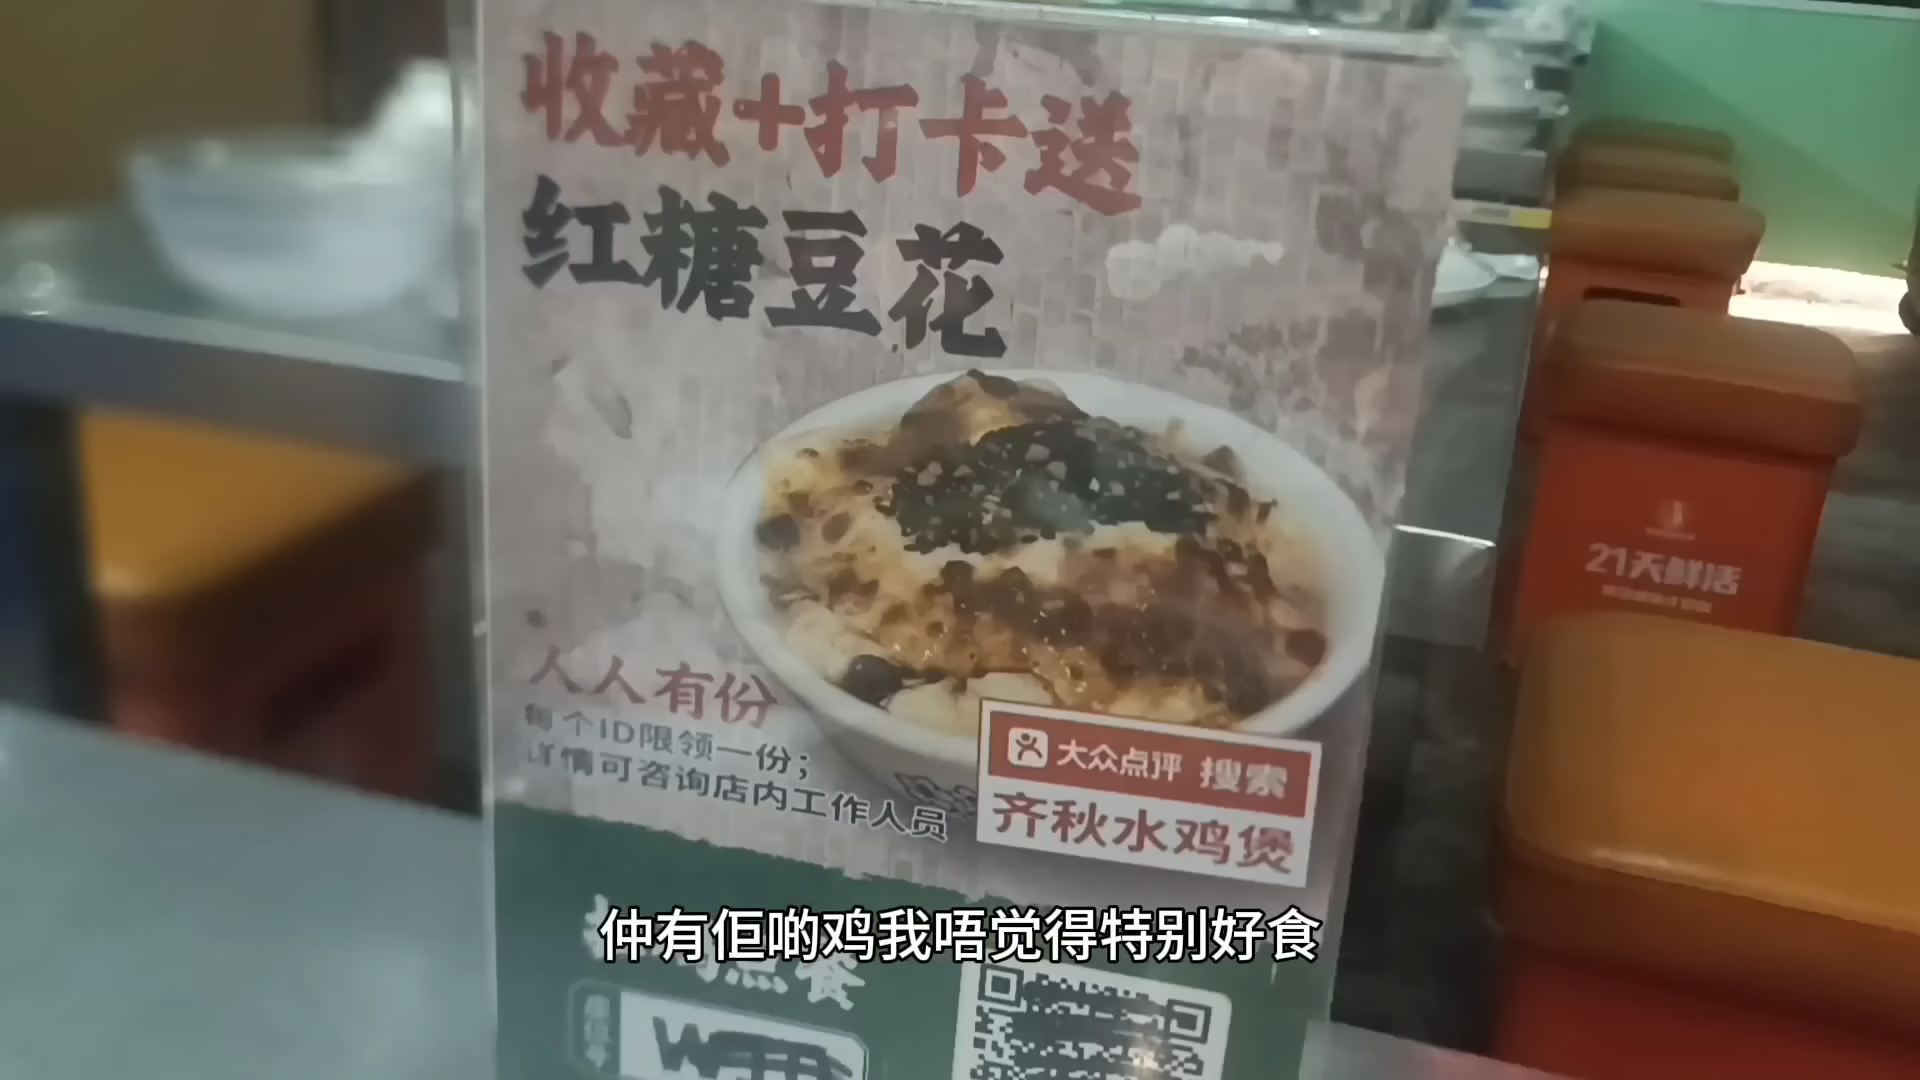 收藏+打卡送
红糖豆花
人人有份
每个ID限领一份；
详情可咨询店内工作人员
大众点评 搜索
齐秋水鸡煲
21天鲜活
仲有佢啲鸡我唔觉得特别好食
点餐